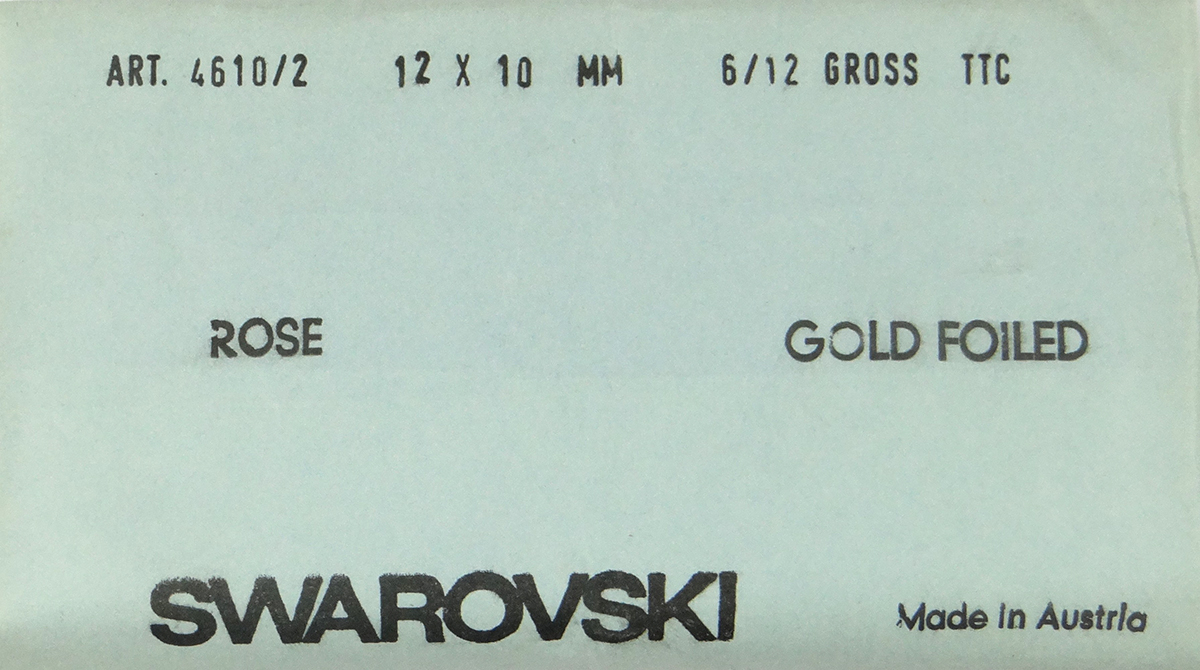 ART. 4610/2 12 X 10 MM 6/12 GROSS TTC
ROSE GOLD FOILED
SWAROVSKI Made in Austria